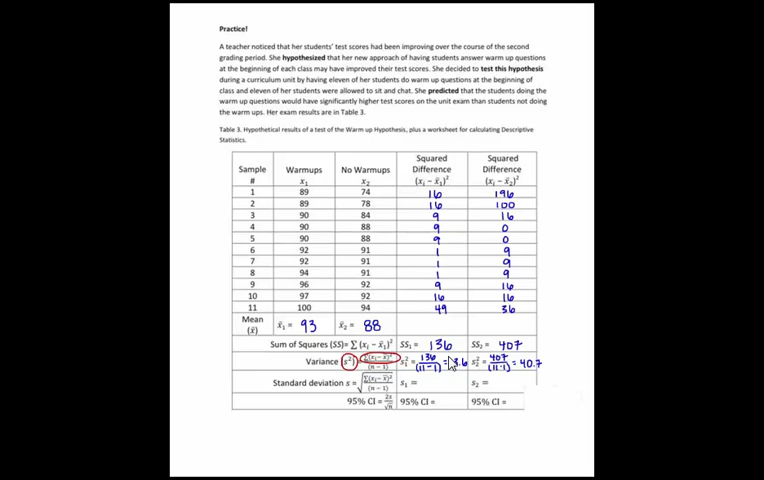 Practice!
A teacher noticed that her students' test scores had been improving over the course of the second
grading period. She hypothesized that her new approach of having students answer warm up questions
at the beginning of each class may have improved their test scores. She decided to test this hypothesis
during a curriculum unit by having eleven of her students do warm up questions at the beginning of
class and eleven of her students were allowed to sit and chat. She predicted that the students doing the
warm up questions would have significantly higher test scores on the unit exam than students not doing
the warm ups. Her exam results are in Table 3.
Table 3. Hypothetical results of a test of the Warm up Hypothesis, plus a worksheet for calculating Descriptive
Statistics.
Sample # Warmups x₁ No Warmups x₂ Squared Difference (xᵢ − x̄₁)² Squared Difference (xᵢ − x̄₂)²
1 89 74 16 196
2 89 78 16 100
3 90 84 9 16
4 90 88 9 0
5 90 88 9 0
6 92 91 1 9
7 92 91 1 9
8 94 91 1 9
9 96 92 9 16
10 97 92 16 16
11 100 94 49 36
Mean (x̄) x̄₁ = 93 x̄₂ = 88
Sum of Squares (SS)= Σ (xᵢ − x̄₁)² SS₁ = 136 SS₂ = 407
Variance (s²) = Σ(xᵢ − x̄)² / (n − 1) s₁² = 136 / (11-1) = 3.6 s₂² = 407 / (11-1) = 40.7
Standard deviation s = √ Σ(xᵢ − x̄)² / (n − 1) s₁ = s₂ =
95% CI = 2s / √n 95% CI = 95% CI =